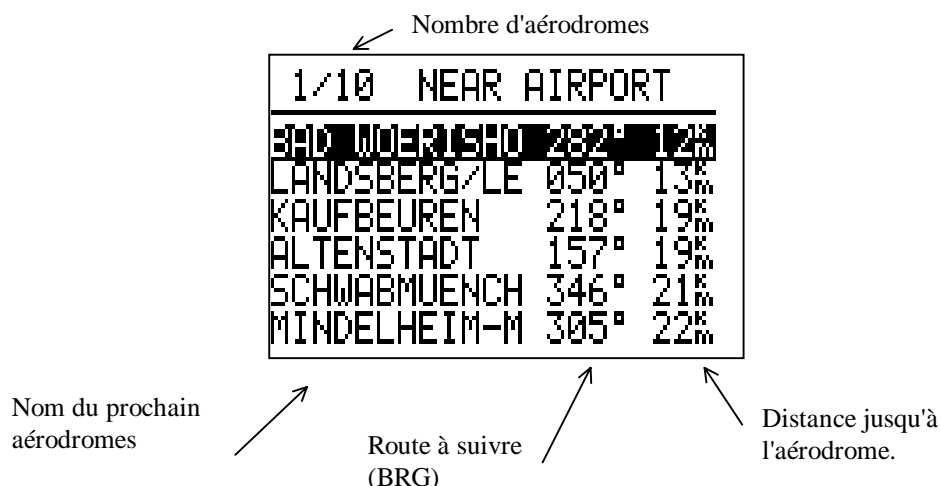 Nombre d'aérodromes
1/10 NEAR AIRPORT
BAD WOERISHO 282° 12Km
LANDSBERG/LE 050° 13Km
KAUFBEUREN 218° 19Km
ALTENSTADT 157° 19Km
SCHWABMUENCH 346° 21Km
MINDELHEIM-M 305° 22Km
Nom du prochain
aérodromes
Route à suivre
(BRG)
Distance jusqu'à
l'aérodrome.